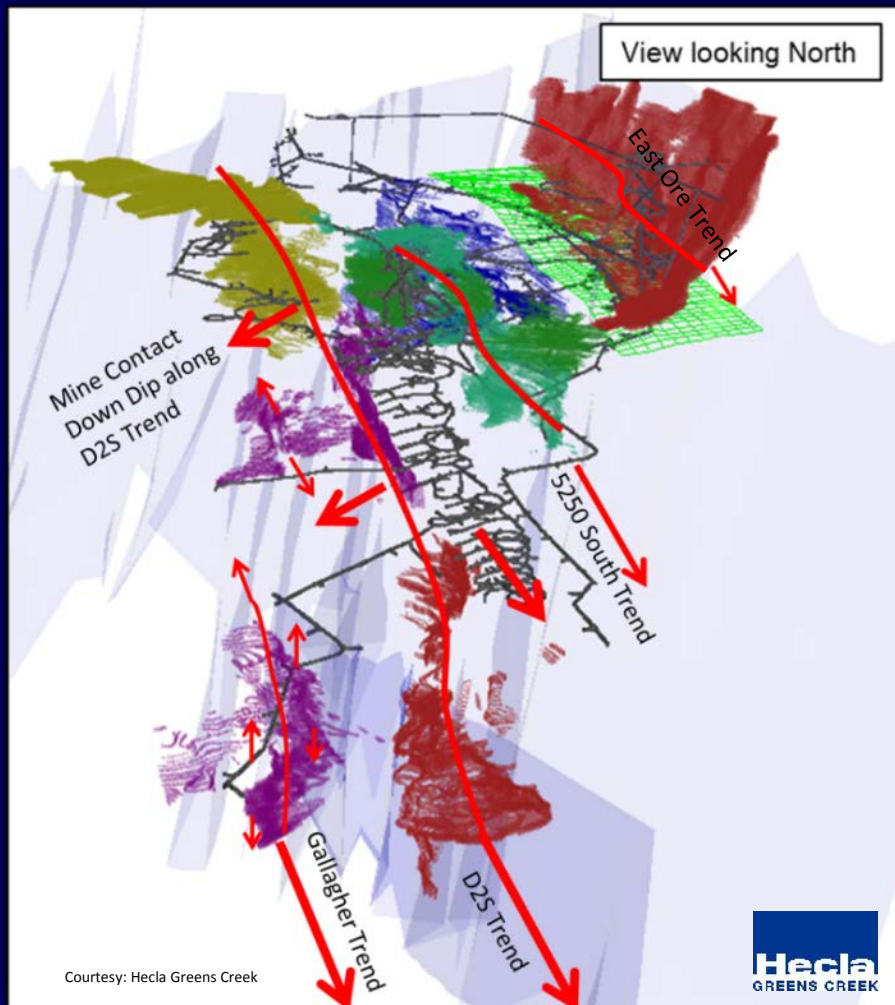 View looking North
East Ore Trend
Mine Contact
Down Dip along
D2S Trend
5250 South Trend
Gallagher Trend
D2S Trend
Courtesy: Hecla Greens Creek
Hecla
GREENS CREEK